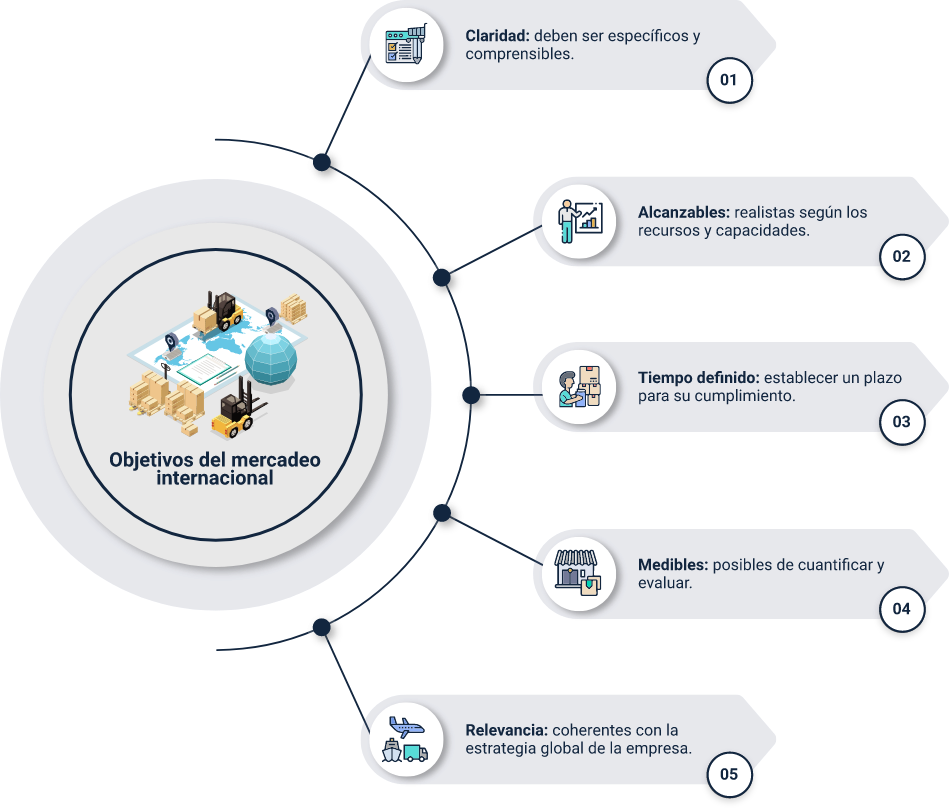 Objetivos del mercadeo
internacional
Claridad: deben ser específicos y
comprensibles.
01
Alcanzables: realistas según los
recursos y capacidades.
02
Tiempo definido: establecer un plazo
para su cumplimiento.
03
Medibles: posibles de cuantificar y
evaluar.
04
Relevancia: coherentes con la
estrategia global de la empresa.
05